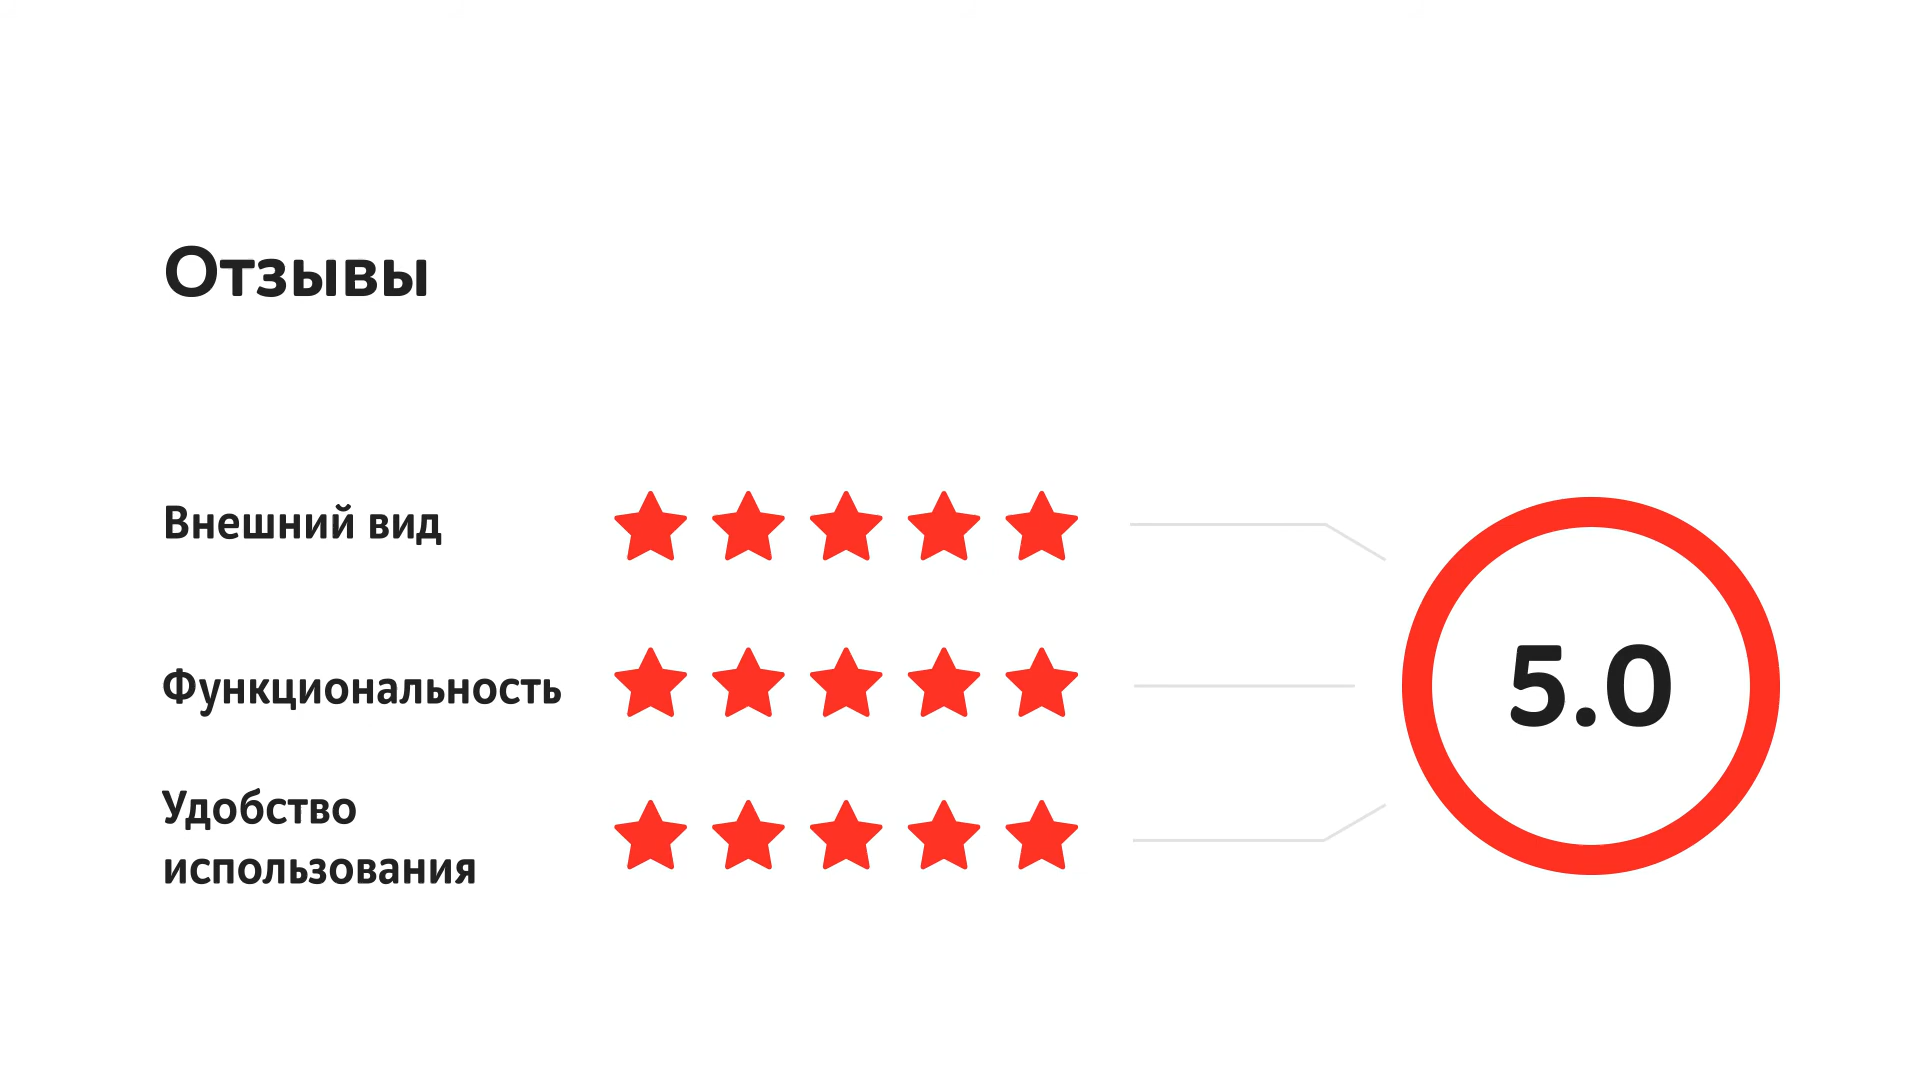 Отзывы
Внешний вид
Функциональность
Удобство
использования
5.0